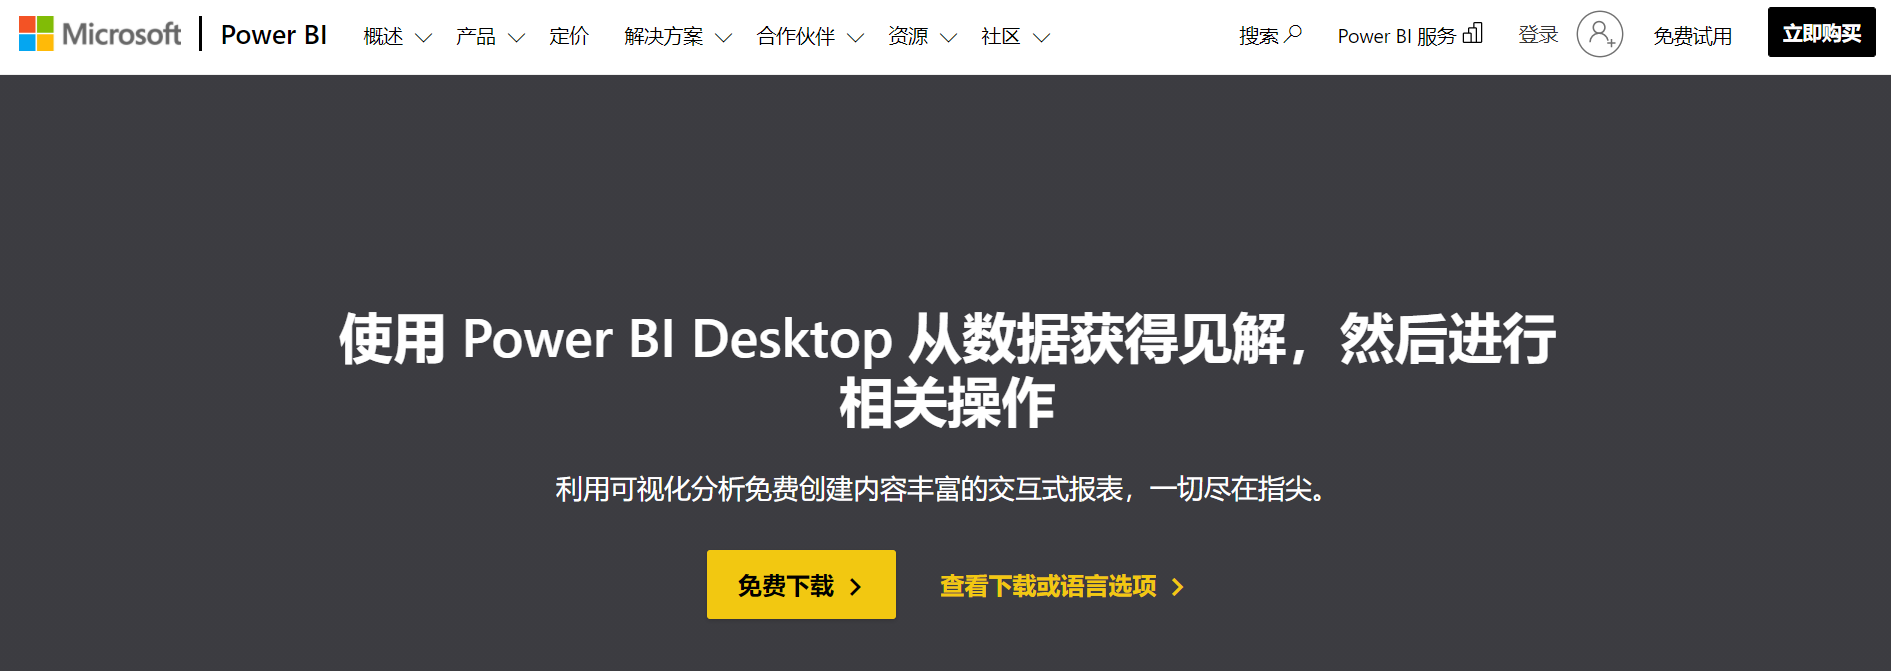 Microsoft Power BI 概述 产品 定价 解决方案 合作伙伴 资源 社区 搜索 Power BI 服务 登录 免费试用 立即购买
使用 Power BI Desktop 从数据获得见解，然后进行
相关操作
利用可视化分析免费创建内容丰富的交互式报表，一切尽在指尖。
免费下载 查看下载或语言选项